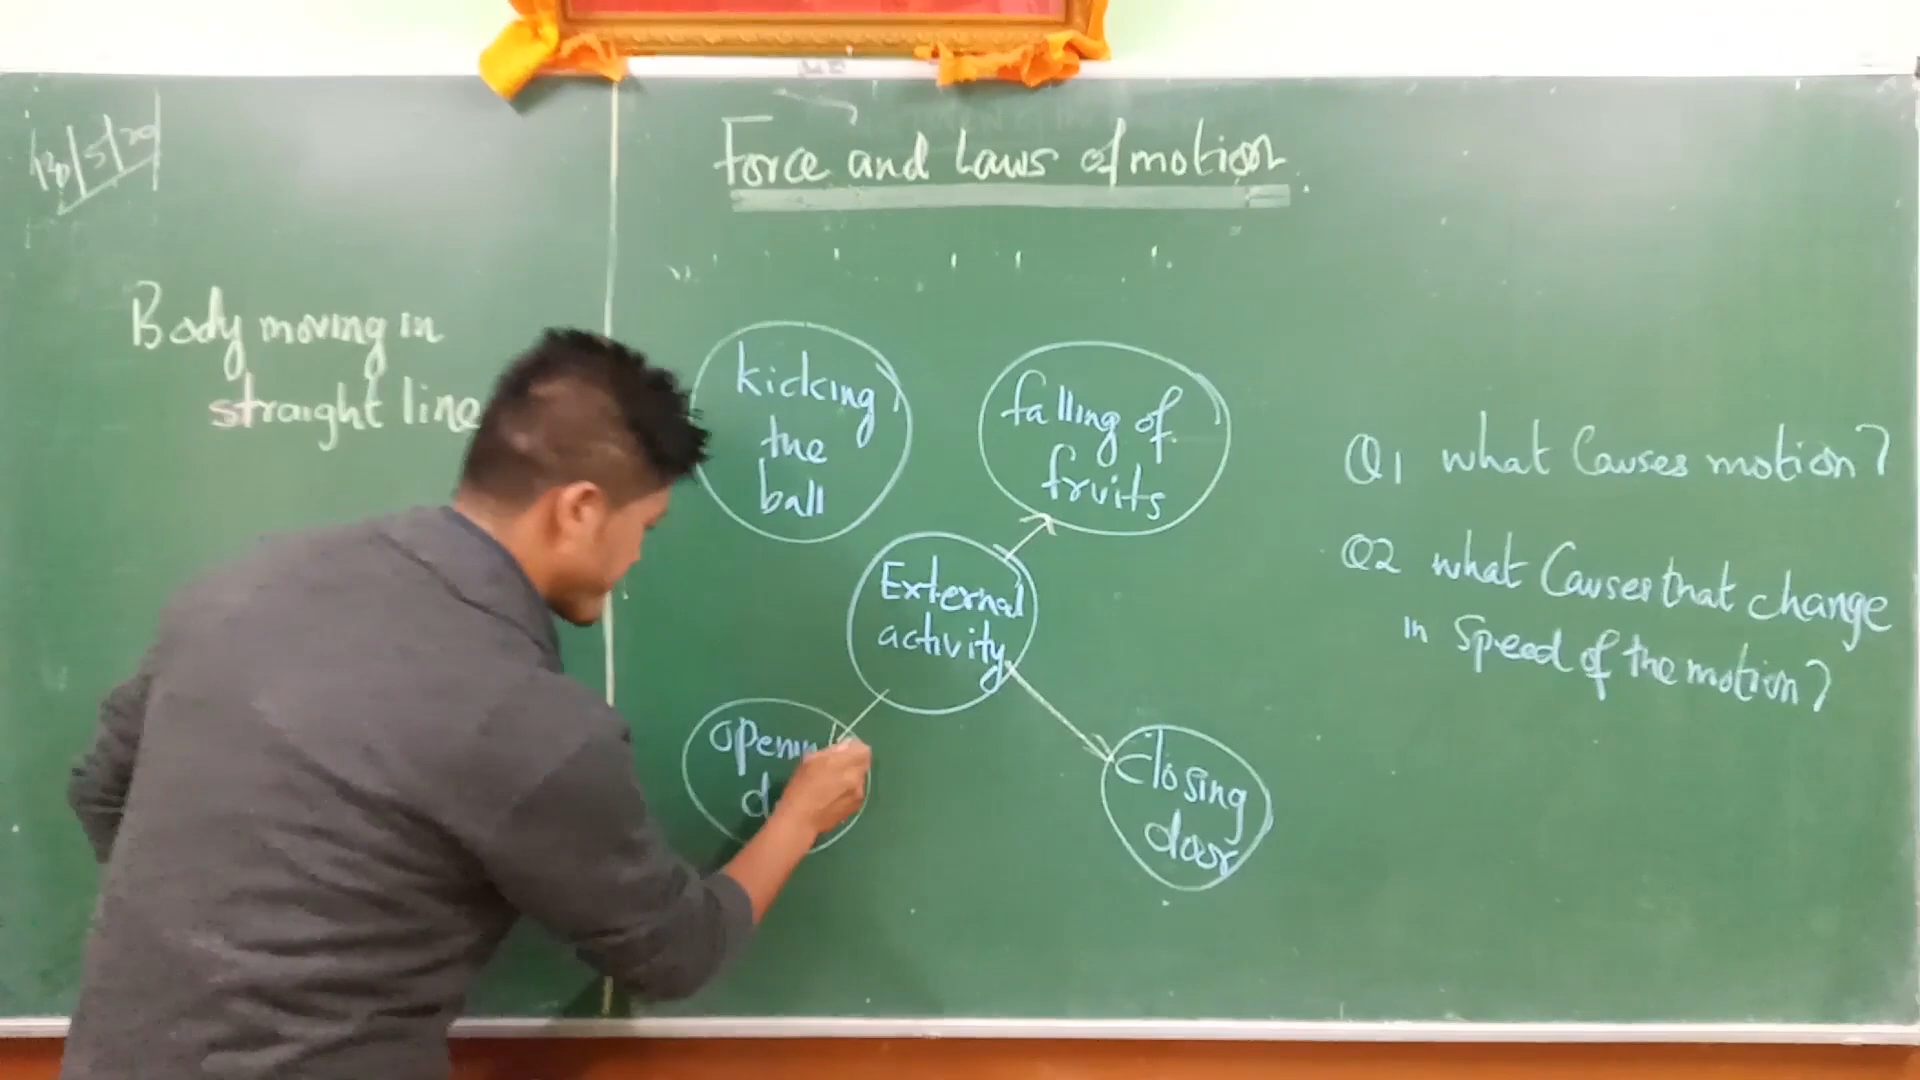 Force and Laws of motion
Body moving in
straight line
kicking
the
ball
falling of
fruits
External
activity
opening
closing
door
Q1 what Causes motion?
Q2 what Causes that change
in Speed of the motion?